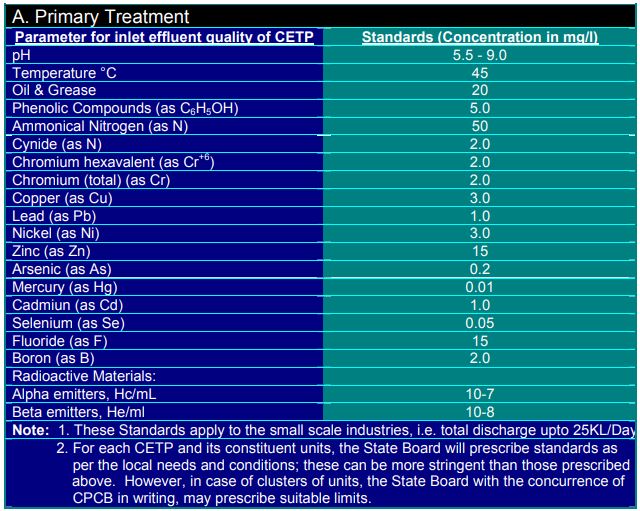 A. Primary Treatment
Parameter for inlet effluent quality of CETP Standards (Concentration in mg/l)
pH 5.5 - 9.0
Temperature °C 45
Oil & Grease 20
Phenolic Compounds (as C₆H₅OH) 5.0
Ammonical Nitrogen (as N) 50
Cynide (as N) 2.0
Chromium hexavalent (as Cr⁺⁶) 2.0
Chromium (total) (as Cr) 2.0
Copper (as Cu) 3.0
Lead (as Pb) 1.0
Nickel (as Ni) 3.0
Zinc (as Zn) 15
Arsenic (as As) 0.2
Mercury (as Hg) 0.01
Cadmiun (as Cd) 1.0
Selenium (as Se) 0.05
Fluoride (as F) 15
Boron (as B) 2.0
Radioactive Materials:
Alpha emitters, Hc/mL 10-7
Beta emitters, He/ml 10-8
Note: 1. These Standards apply to the small scale industries, i.e. total discharge upto 25KL/Day
2. For each CETP and its constituent units, the State Board will prescribe standards as
per the local needs and conditions; these can be more stringent than those prescribed
above. However, in case of clusters of units, the State Board with the concurrence of
CPCB in writing, may prescribe suitable limits.